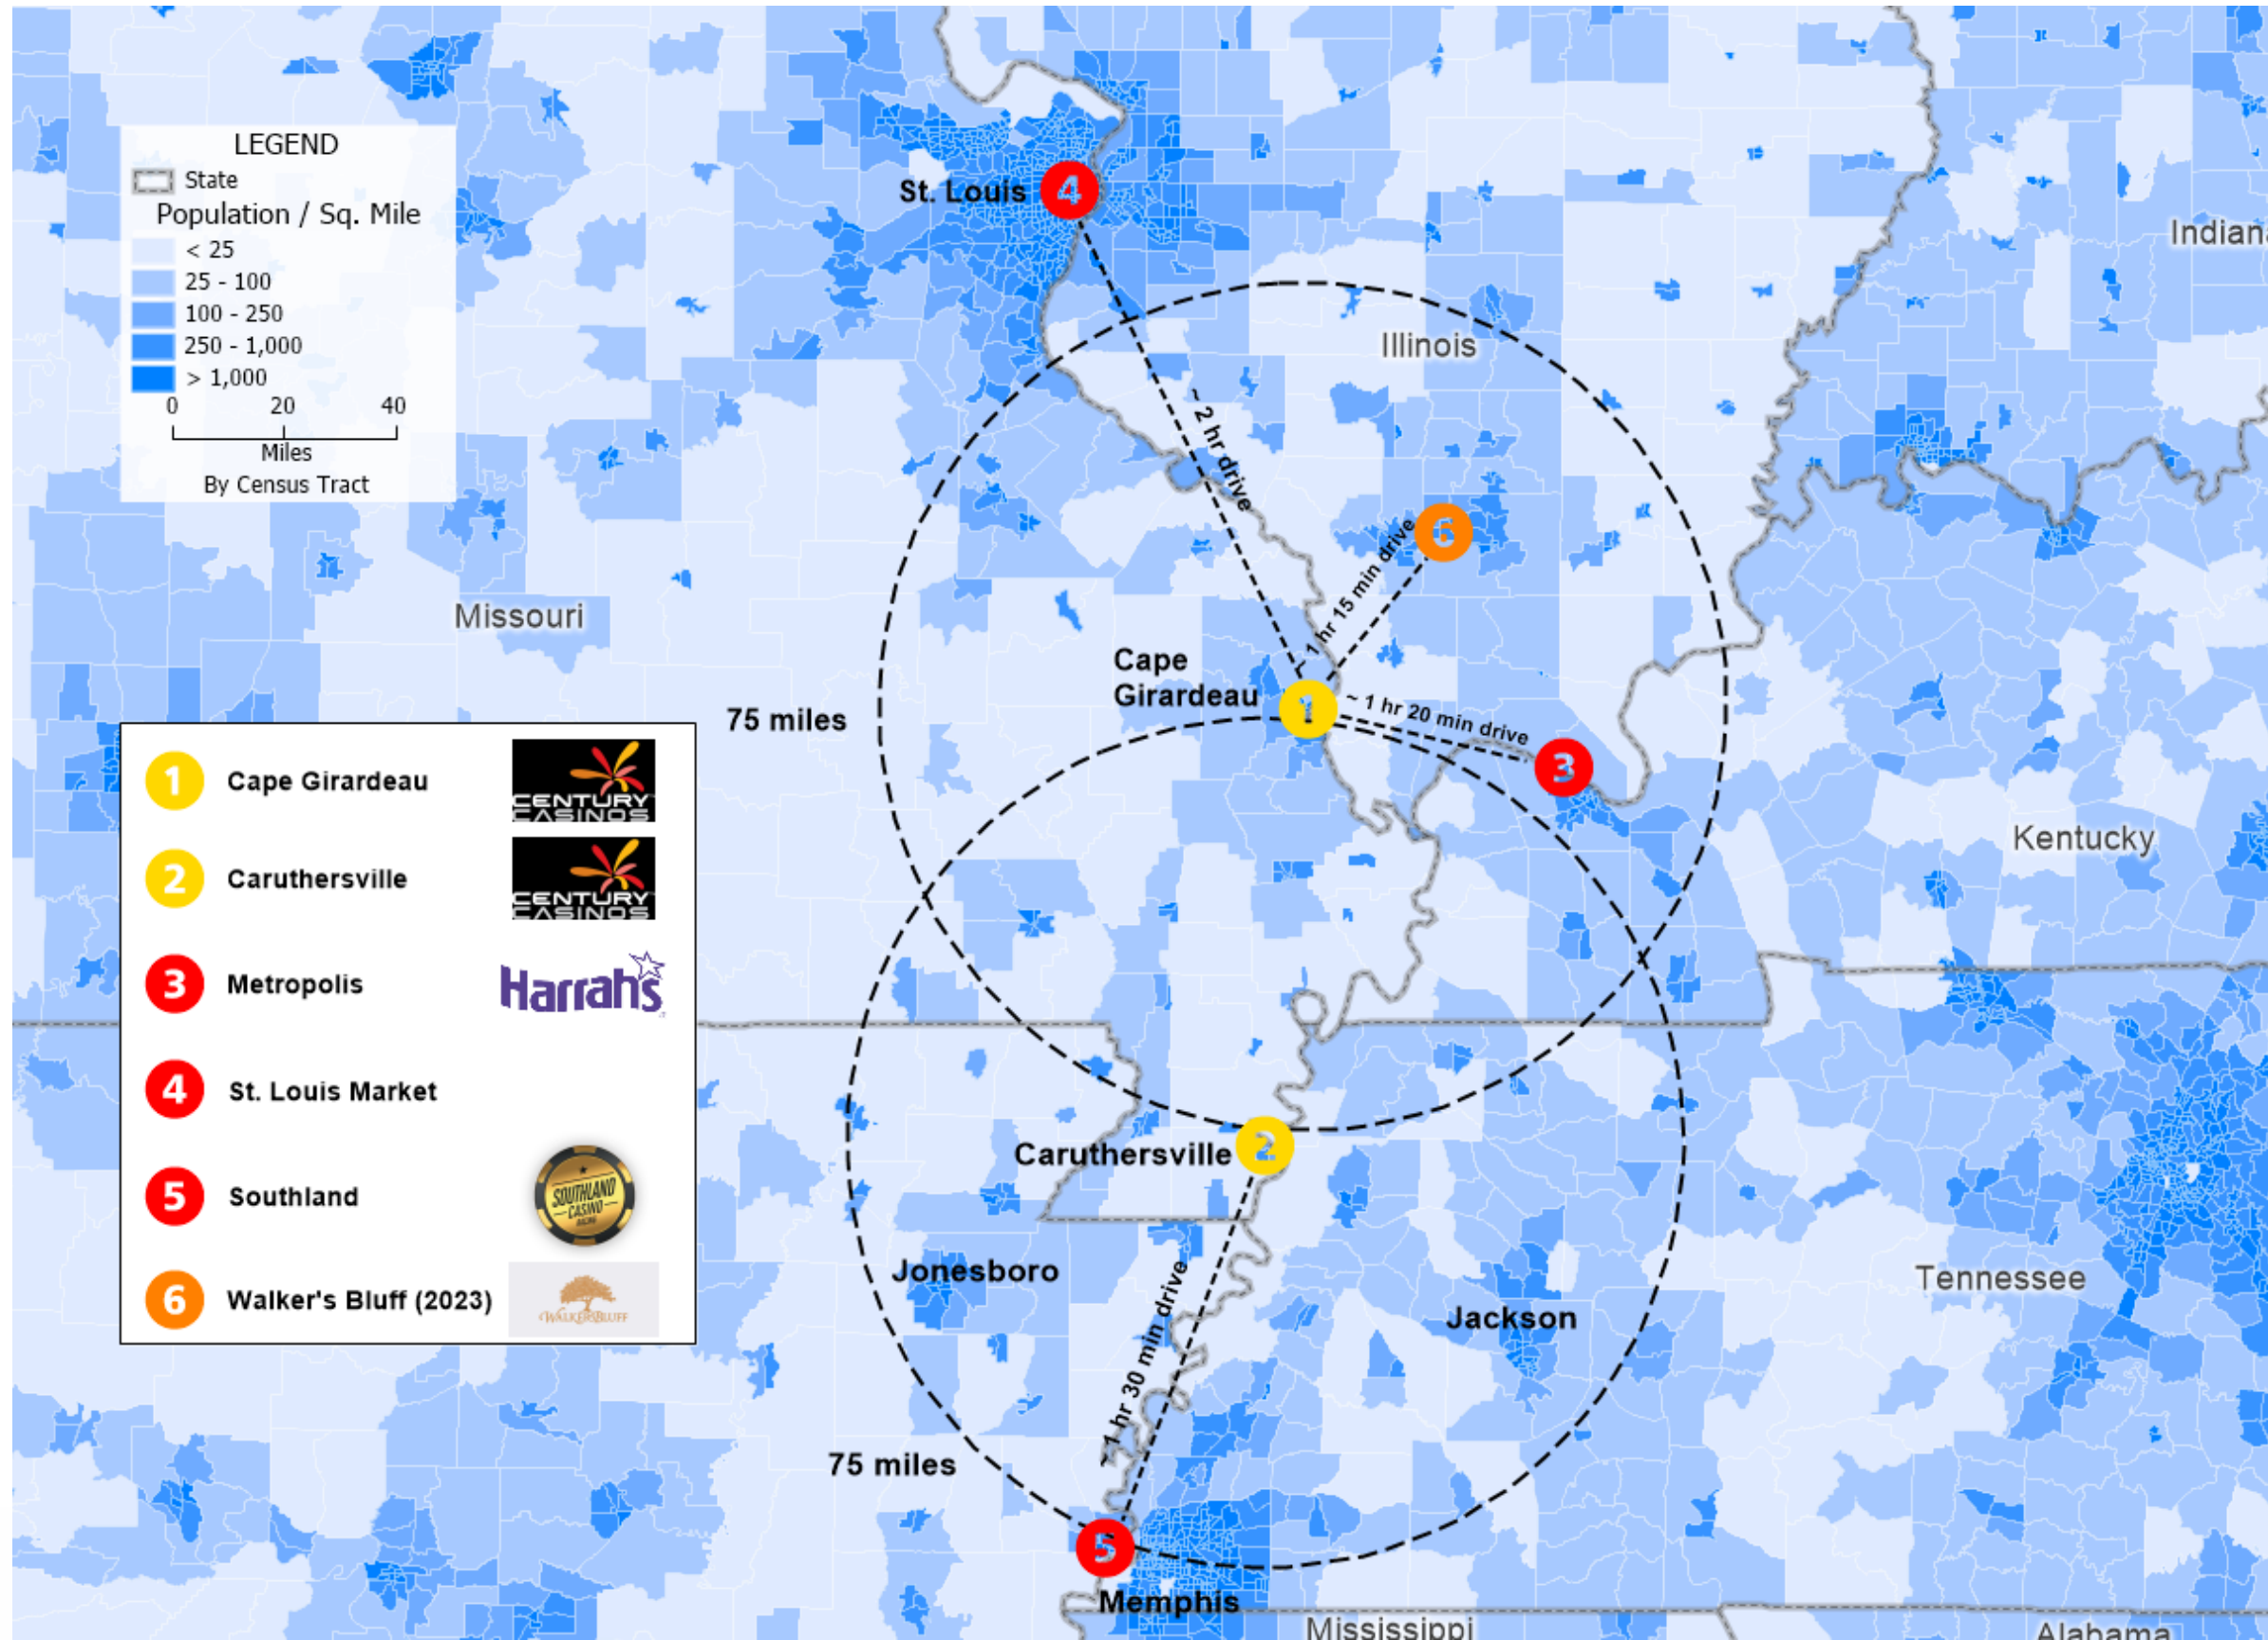 LEGEND
State
Population / Sq. Mile
< 25
25 - 100
100 - 250
250 - 1,000
> 1,000
0 20 40
Miles
By Census Tract
St. Louis
4
Indian
Illinois
~ 2 hr drive
6
~ 1 hr 15 min drive
Missouri
Cape
Girardeau
1
~ 1 hr 20 min drive
3
75 miles
Kentucky
1 Cape Girardeau
CENTURY
CASINOS
2 Caruthersville
CENTURY
CASINOS
3 Metropolis
Harrah's
4 St. Louis Market
5 Southland
SOUTHLAND
CASINO
RACING
6 Walker's Bluff (2023)
WALKER'S BLUFF
Caruthersville
2
Jonesboro
~1 hr 30 min drive
Jackson
Tennessee
75 miles
5
Memphis
Mississippi
Alabama